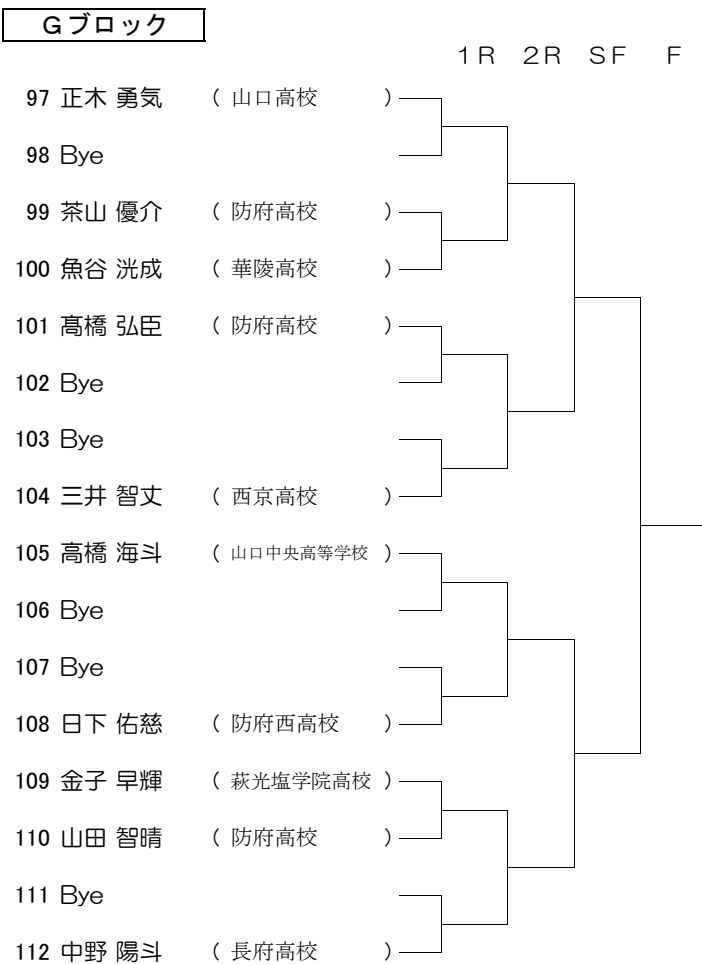 Gブロック
1R 2R SF F
97 正木 勇気 ( 山口高校 )
98 Bye
99 茶山 優介 ( 防府高校 )
100 魚谷 洸成 ( 華陵高校 )
101 髙橋 弘臣 ( 防府高校 )
102 Bye
103 Bye
104 三井 智丈 ( 西京高校 )
105 高橋 海斗 ( 山口中央高等学校 )
106 Bye
107 Bye
108 日下 佑慈 ( 防府西高校 )
109 金子 早輝 ( 萩光塩学院高校 )
110 山田 智晴 ( 防府高校 )
111 Bye
112 中野 陽斗 ( 長府高校 )